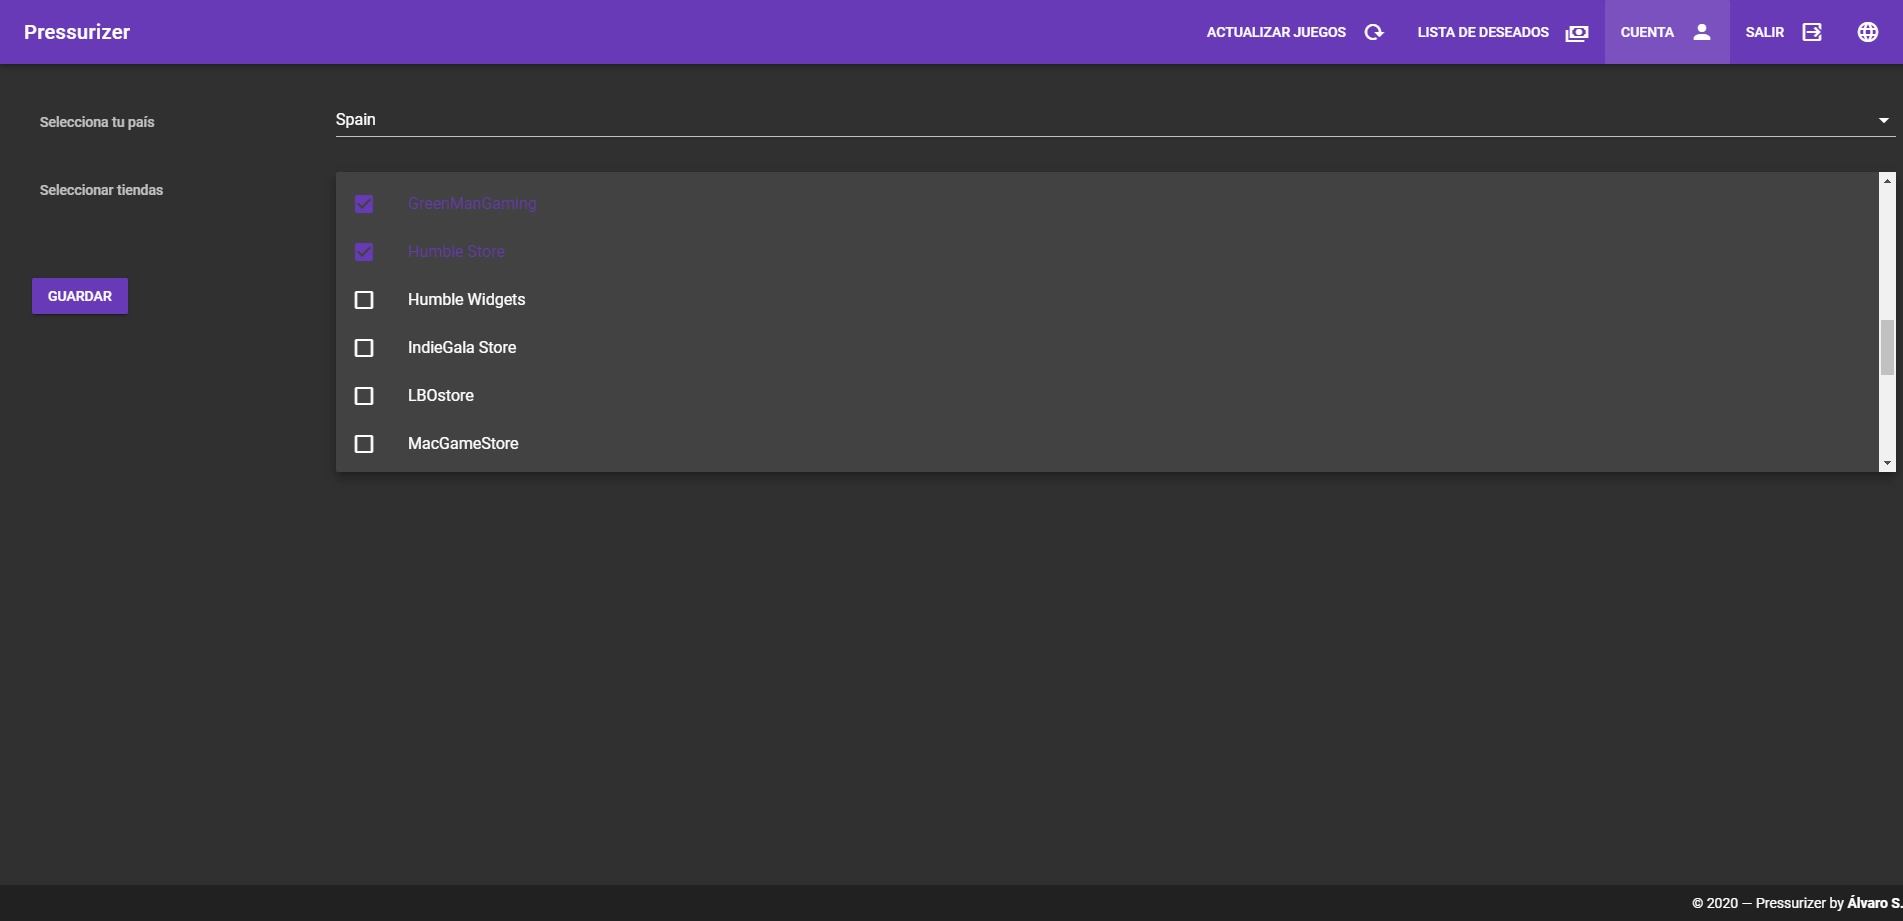 Pressurizer
ACTUALIZAR JUEGOS
LISTA DE DESEADOS
CUENTA
SALIR
Selecciona tu país
Spain
Seleccionar tiendas
GreenManGaming
Humble Store
Humble Widgets
IndieGala Store
LBOstore
MacGameStore
GUARDAR
© 2020 — Pressurizer by Álvaro S.